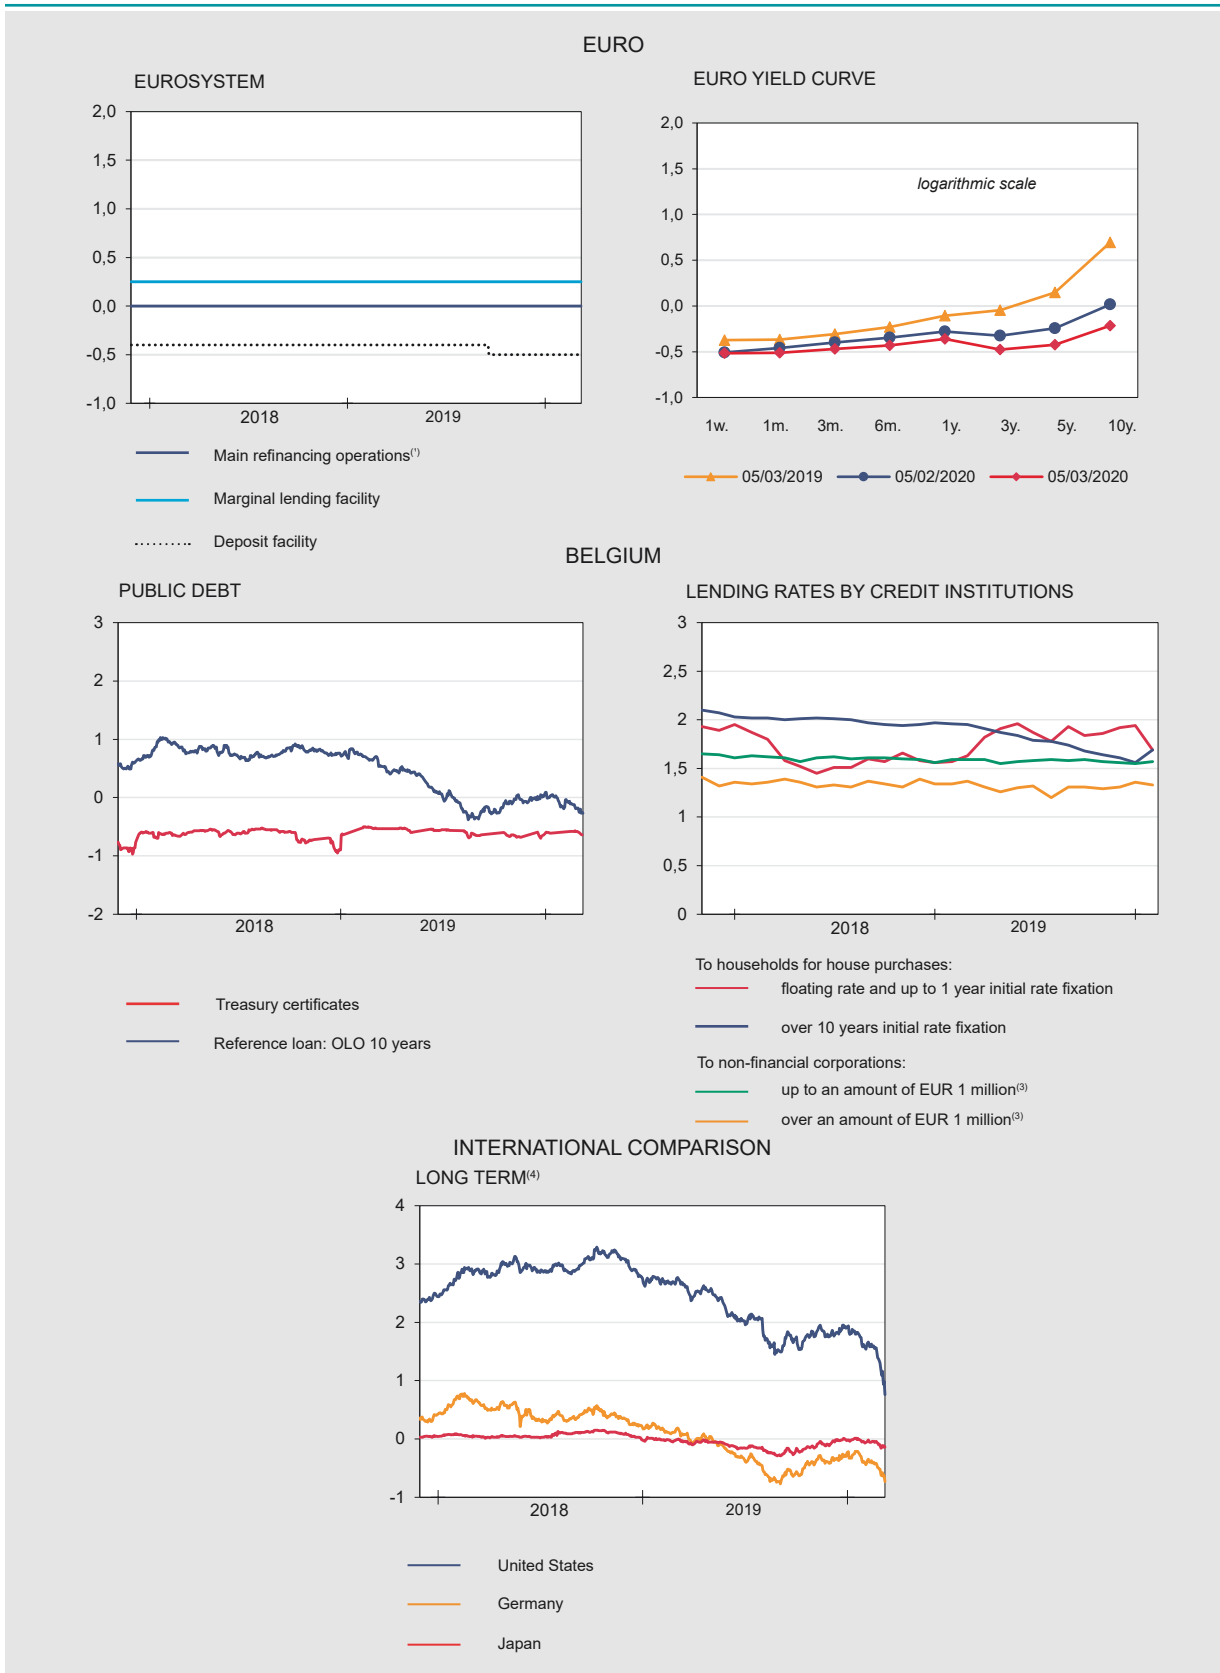 EURO
EUROSYSTEM
2,0
1,5
1,0
0,5
0,0
-0,5
-1,0
2018 2019
Main refinancing operations(¹)
Marginal lending facility
Deposit facility
EURO YIELD CURVE
2,0
1,5
1,0
0,5
0,0
-0,5
-1,0
logarithmic scale
1w. 1m. 3m. 6m. 1y. 3y. 5y. 10y.
05/03/2019 05/02/2020 05/03/2020
BELGIUM
PUBLIC DEBT
3
2
1
0
-1
-2
2018 2019
Treasury certificates
Reference loan: OLO 10 years
LENDING RATES BY CREDIT INSTITUTIONS
3
2,5
2
1,5
1
0,5
0
2018 2019
To households for house purchases:
floating rate and up to 1 year initial rate fixation
over 10 years initial rate fixation
To non-financial corporations:
up to an amount of EUR 1 million(3)
over an amount of EUR 1 million(3)
INTERNATIONAL COMPARISON
LONG TERM(4)
4
3
2
1
0
-1
2018 2019
United States
Germany
Japan